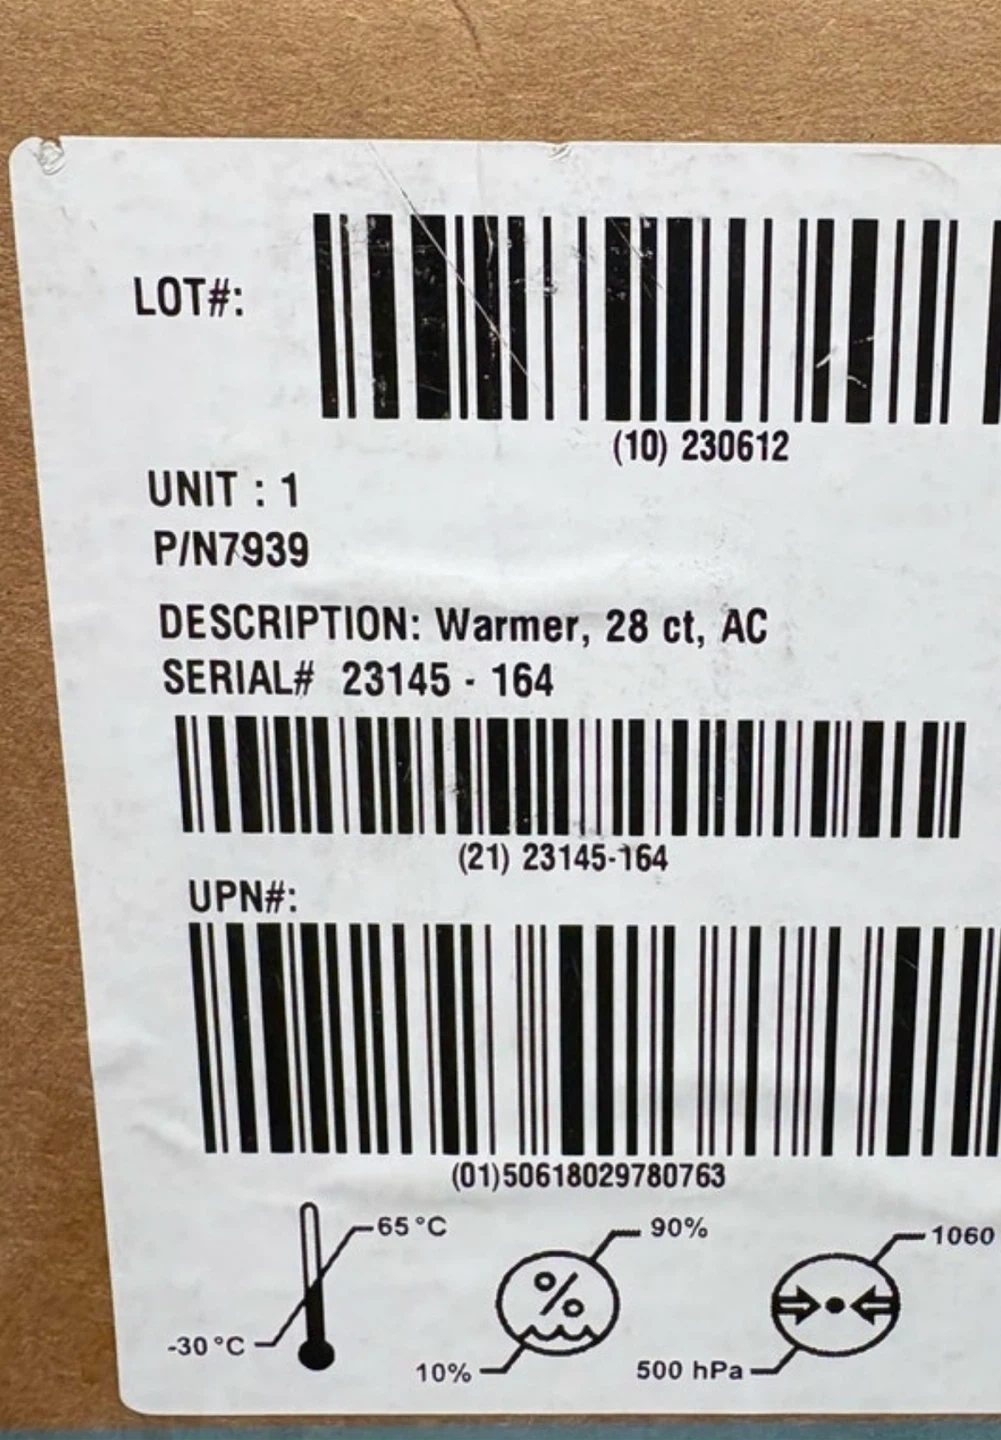 LOT#:
(10) 230612
UNIT : 1
P/N7939
DESCRIPTION: Warmer, 28 ct, AC
SERIAL# 23145 - 164
(21) 23145-164
UPN#:
(01)50618029780763
65°C
-30°C
90%
%
10%
1060
500 hPa